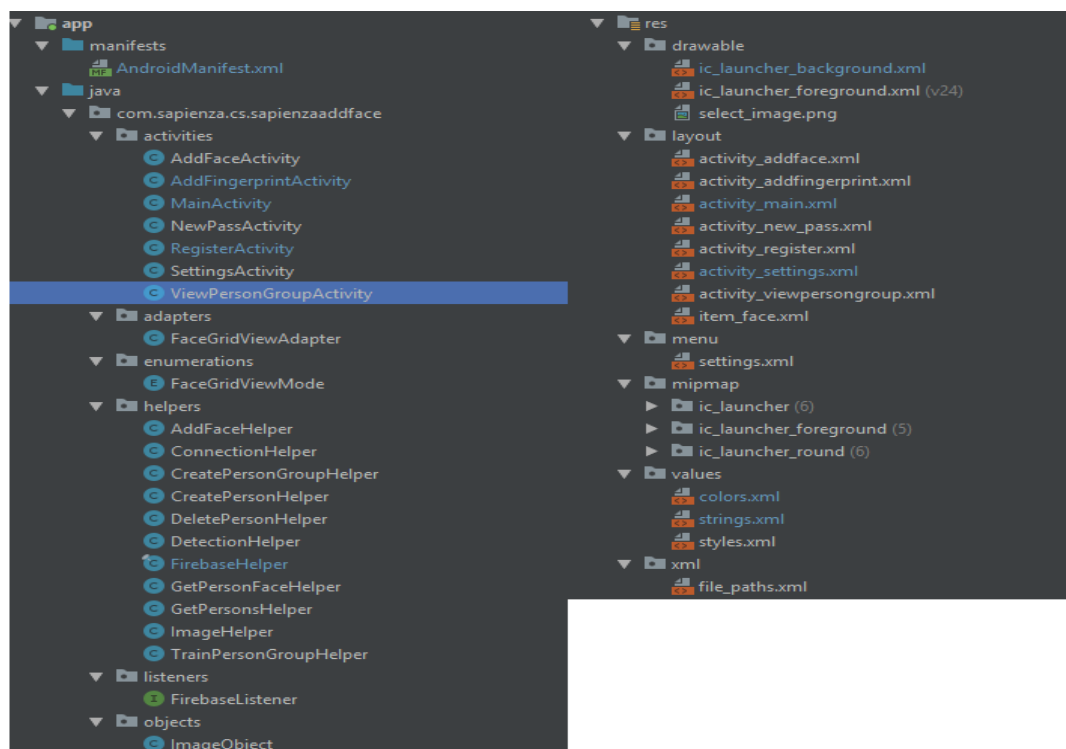 app
manifests
AndroidManifest.xml
java
com.sapienza.cs.sapienzaaddface
activities
AddFaceActivity
AddFingerprintActivity
MainActivity
NewPassActivity
RegisterActivity
SettingsActivity
ViewPersonGroupActivity
adapters
FaceGridViewAdapter
enumerations
FaceGridViewMode
helpers
AddFaceHelper
ConnectionHelper
CreatePersonGroupHelper
CreatePersonHelper
DeletePersonHelper
DetectionHelper
FirebaseHelper
GetPersonFaceHelper
GetPersonsHelper
ImageHelper
TrainPersonGroupHelper
listeners
FirebaseListener
objects
ImageObject
res
drawable
ic_launcher_background.xml
ic_launcher_foreground.xml (v24)
select_image.png
layout
activity_addface.xml
activity_addfingerprint.xml
activity_main.xml
activity_new_pass.xml
activity_register.xml
activity_settings.xml
activity_viewpersongroup.xml
item_face.xml
menu
settings.xml
mipmap
ic_launcher (6)
ic_launcher_foreground (5)
ic_launcher_round (6)
values
colors.xml
strings.xml
styles.xml
xml
file_paths.xml